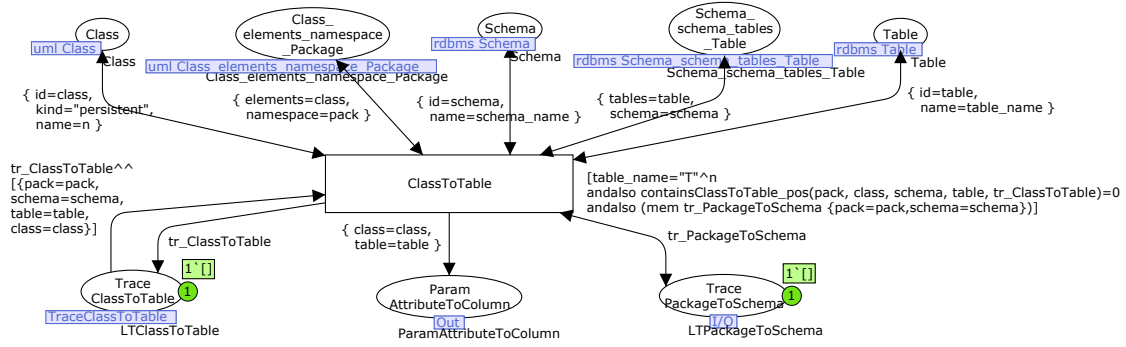 Class
uml Class
Class
Class_
elements_namespace
_Package
uml Class_elements_namespace_Package
Class_elements_namespace_Package
Schema
rdbms Schema
Schema
Schema_
schema_tables
_Table
rdbms Schema_schema_tables_Table
Schema_schema_tables_Table
Table
rdbms Table
Table
{ id=class,
kind="persistent",
name=n }
{ elements=class,
namespace=pack }
{ id=schema,
name=schema_name }
{ tables=table,
schema=schema }
{ id=table,
name=table_name }
tr_ClassToTable^^
[{pack=pack,
schema=schema,
table=table,
class=class}]
ClassToTable
[table_name="T"^n
andalso containsClassToTable_pos(pack, class, schema, table, tr_ClassToTable)=0
andalso (mem tr_PackageToSchema {pack=pack,schema=schema})]
tr_ClassToTable
{ class=class,
table=table }
tr_PackageToSchema
1`[]
1
Trace
ClassToTable
TraceClassToTable
LTClassToTable
Param
AttributeToColumn
Out
ParamAttributeToColumn
1`[]
1
Trace
PackageToSchema
I/O
LTPackageToSchema